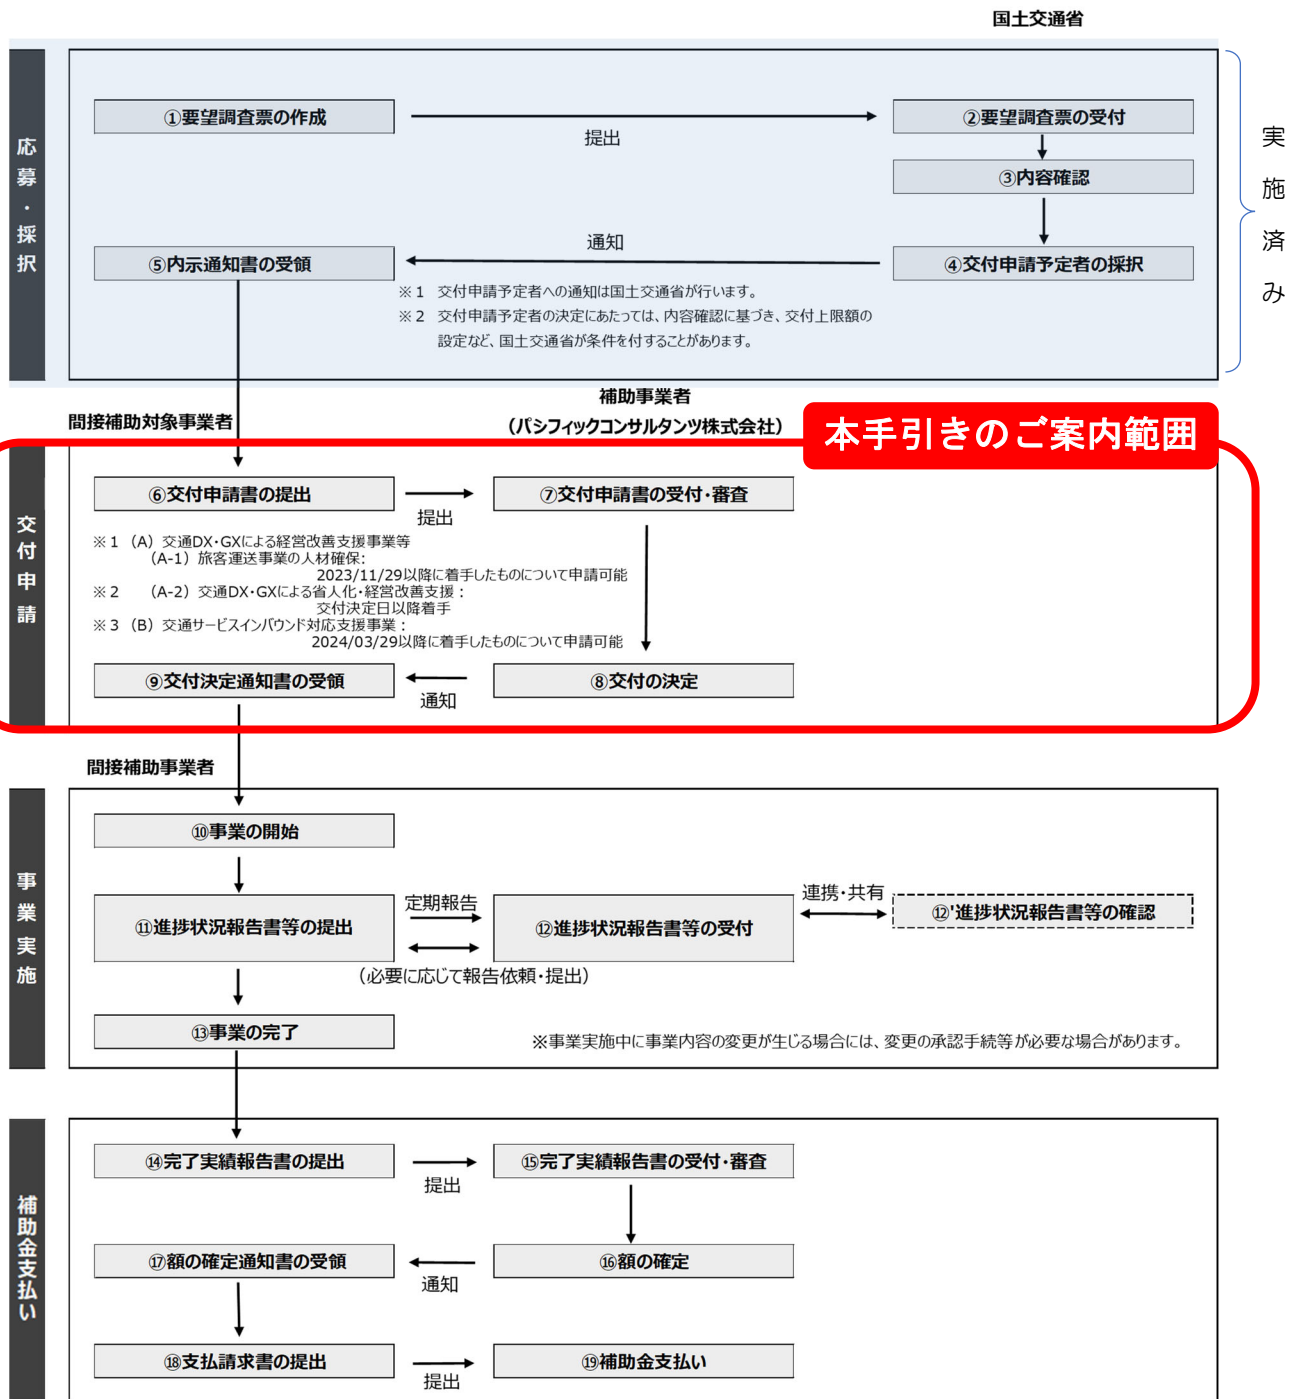 国土交通省
応募・採択
①要望調査票の作成
提出
②要望調査票の受付
③内容確認
④交付申請予定者の採択
通知
⑤内示通知書の受領
※1 交付申請予定者への通知は国土交通省が行います。
※2 交付申請予定者の決定にあたっては、内容確認に基づき、交付上限額の
設定など、国土交通省が条件を付することがあります。
実施済み
間接補助対象事業者
補助事業者
（パシフィックコンサルタンツ株式会社）
本手引きのご案内範囲
交付申請
⑥交付申請書の提出
提出
⑦交付申請書の受付・審査
※1（A）交通DX・GXによる経営改善支援事業等
（A-1）旅客運送事業の人材確保：
2023/11/29以降に着手したものについて申請可能
※2 （A-2）交通DX・GXによる省人化・経営改善支援：
交付決定日以降着手
※3（B）交通サービスインバウンド対応支援事業：
2024/03/29以降に着手したものについて申請可能
⑨交付決定通知書の受領
通知
⑧交付の決定
間接補助事業者
事業実施
⑩事業の開始
⑪進捗状況報告書等の提出
定期報告
（必要に応じて報告依頼・提出）
⑫進捗状況報告書等の受付
連携・共有
⑫'進捗状況報告書等の確認
⑬事業の完了
※事業実施中に事業内容の変更が生じる場合には、変更の承認手続等が必要な場合があります。
補助金支払い
⑭完了実績報告書の提出
提出
⑮完了実績報告書の受付・審査
⑰額の確定通知書の受領
通知
⑯額の確定
⑱支払請求書の提出
提出
⑲補助金支払い